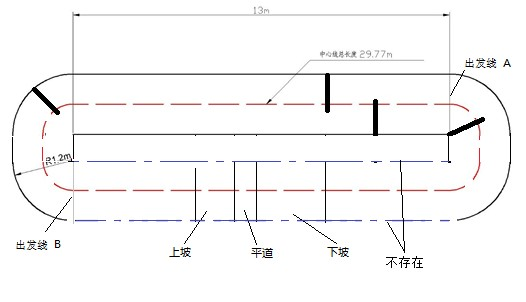 13m
中心线总长度 29.77m
出发线 A
R1.2m
出发线 B
上坡
平道
下坡
不存在